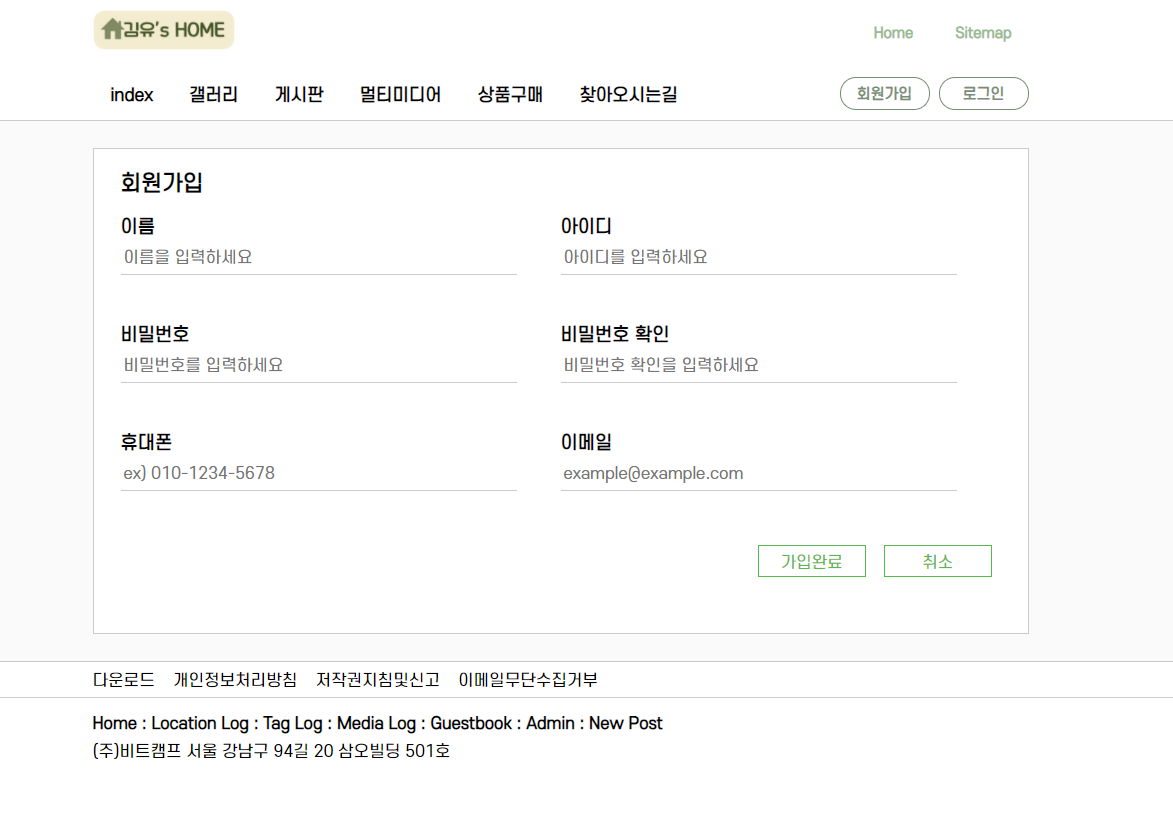 김유's HOME
Home Sitemap
index 갤러리 게시판 멀티미디어 상품구매 찾아오시는길 회원가입 로그인
회원가입
이름 아이디
이름을 입력하세요 아이디를 입력하세요
비밀번호 비밀번호 확인
비밀번호를 입력하세요 비밀번호 확인을 입력하세요
휴대폰 이메일
ex) 010-1234-5678 example@example.com
가입완료 취소
다운로드 개인정보처리방침 저작권지침및신고 이메일무단수집거부
Home : Location Log : Tag Log : Media Log : Guestbook : Admin : New Post
(주)비트캠프 서울 강남구 94길 20 삼오빌딩 501호